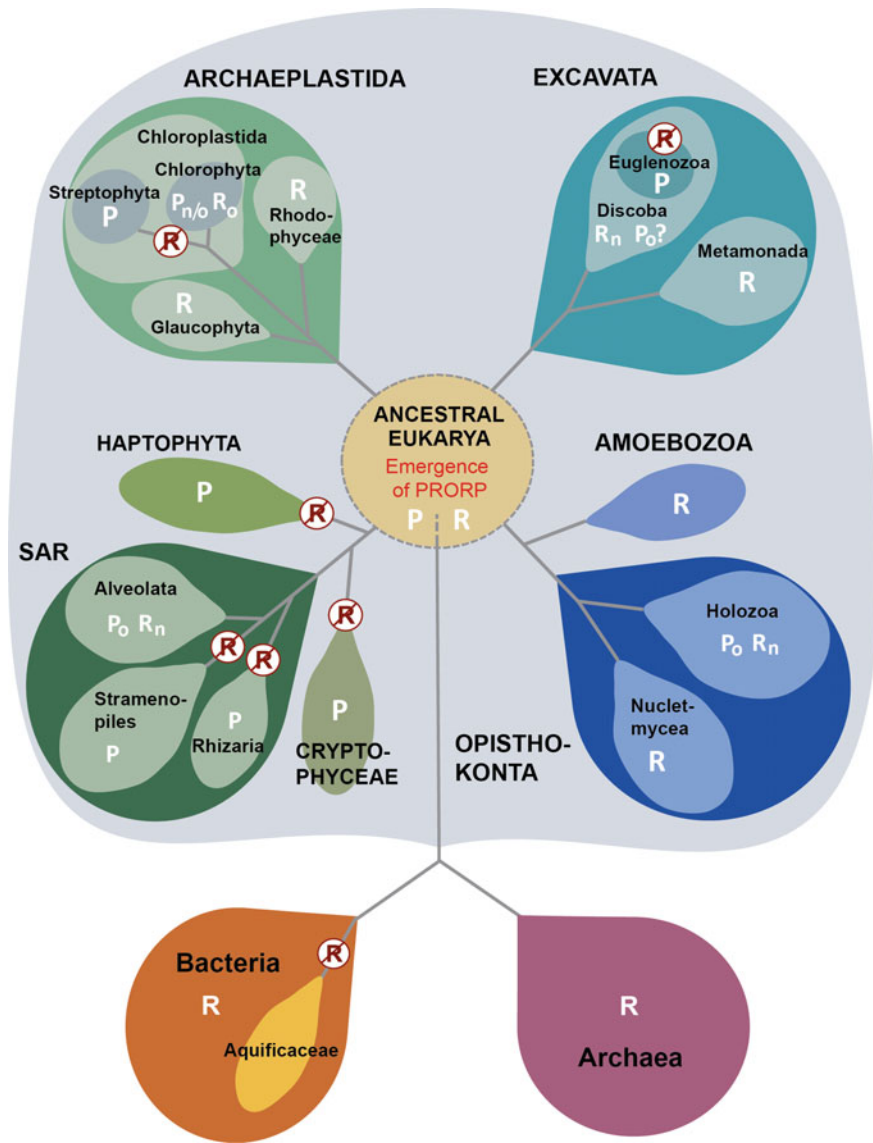 ARCHAEPLASTIDA
Chloroplastida
Chlorophyta
Streptophyta
P
Pn/o Ro
R
R
Rhodo-
phyceae
R
Glaucophyta
EXCAVATA
R
Euglenozoa
P
Discoba
Rn Po?
Metamonada
R
ANCESTRAL
EUKARYA
Emergence
of PRORP
P R
HAPTOPHYTA
P
R
AMOEBOZOA
R
SAR
Alveolata
Po Rn
R
R
Strameno-
piles
P
P
Rhizaria
R
P
CRYPTO-
PHYCEAE
OPISTHO-
KONTA
Holozoa
Po Rn
Nuclet-
mycea
R
Bacteria
R
R
Aquificaceae
R
Archaea